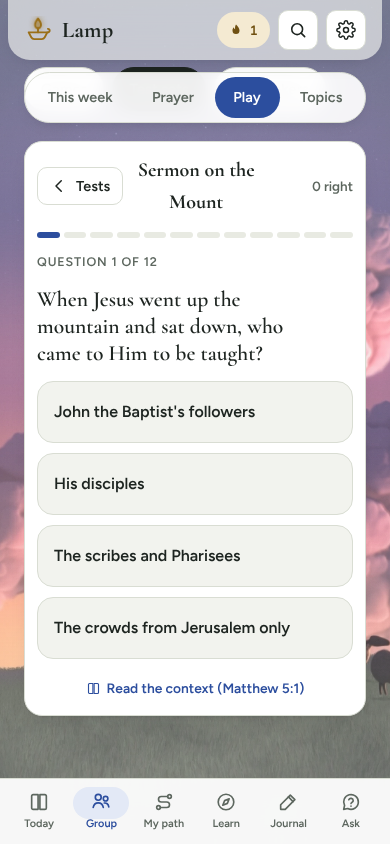 Lamp
1
This week
Prayer
Play
Topics
Tests
Sermon on the
Mount
0 right
QUESTION 1 OF 12
When Jesus went up the
mountain and sat down, who
came to Him to be taught?
John the Baptist's followers
His disciples
The scribes and Pharisees
The crowds from Jerusalem only
Read the context (Matthew 5:1)
Today
Group
My path
Learn
Journal
Ask